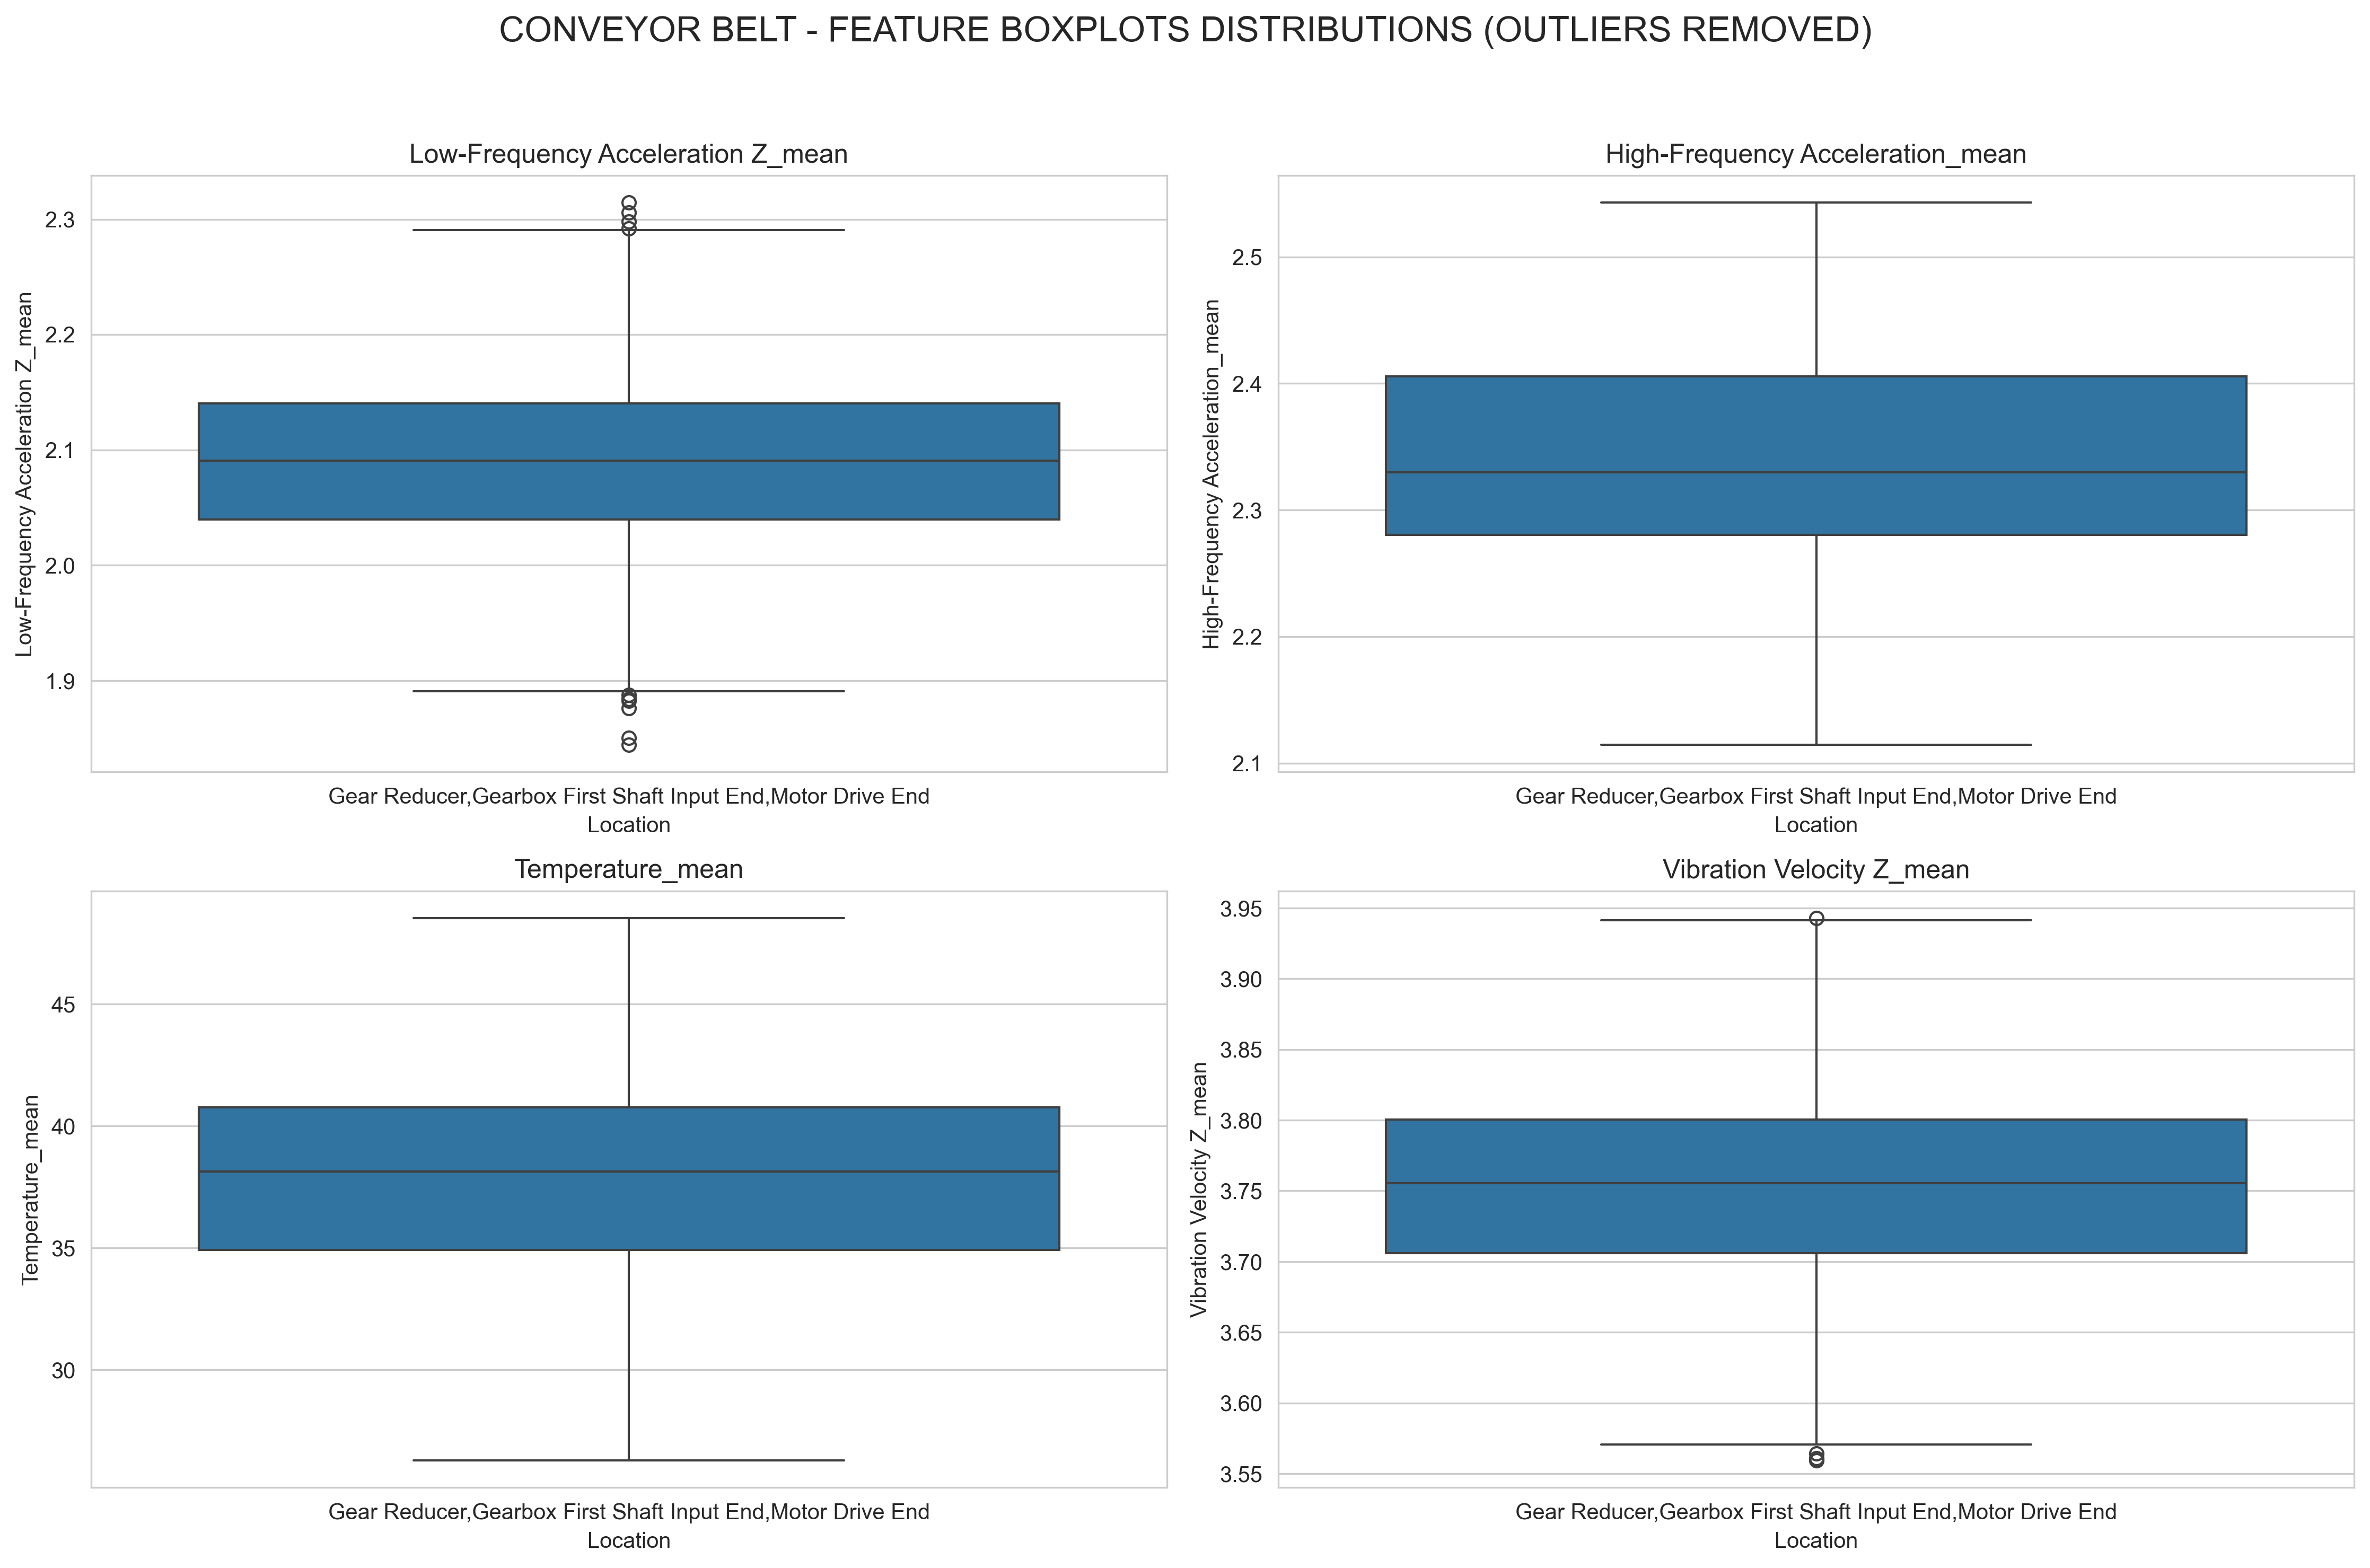 CONVEYOR BELT - FEATURE BOXPLOTS DISTRIBUTIONS (OUTLIERS REMOVED)
Low-Frequency Acceleration Z_mean
Low-Frequency Acceleration Z_mean
2.3
2.2
2.1
2.0
1.9
Gear Reducer,Gearbox First Shaft Input End,Motor Drive End
Location
High-Frequency Acceleration_mean
High-Frequency Acceleration_mean
2.5
2.4
2.3
2.2
2.1
Gear Reducer,Gearbox First Shaft Input End,Motor Drive End
Location
Temperature_mean
Temperature_mean
45
40
35
30
Gear Reducer,Gearbox First Shaft Input End,Motor Drive End
Location
Vibration Velocity Z_mean
Vibration Velocity Z_mean
3.95
3.90
3.85
3.80
3.75
3.70
3.65
3.60
3.55
Gear Reducer,Gearbox First Shaft Input End,Motor Drive End
Location